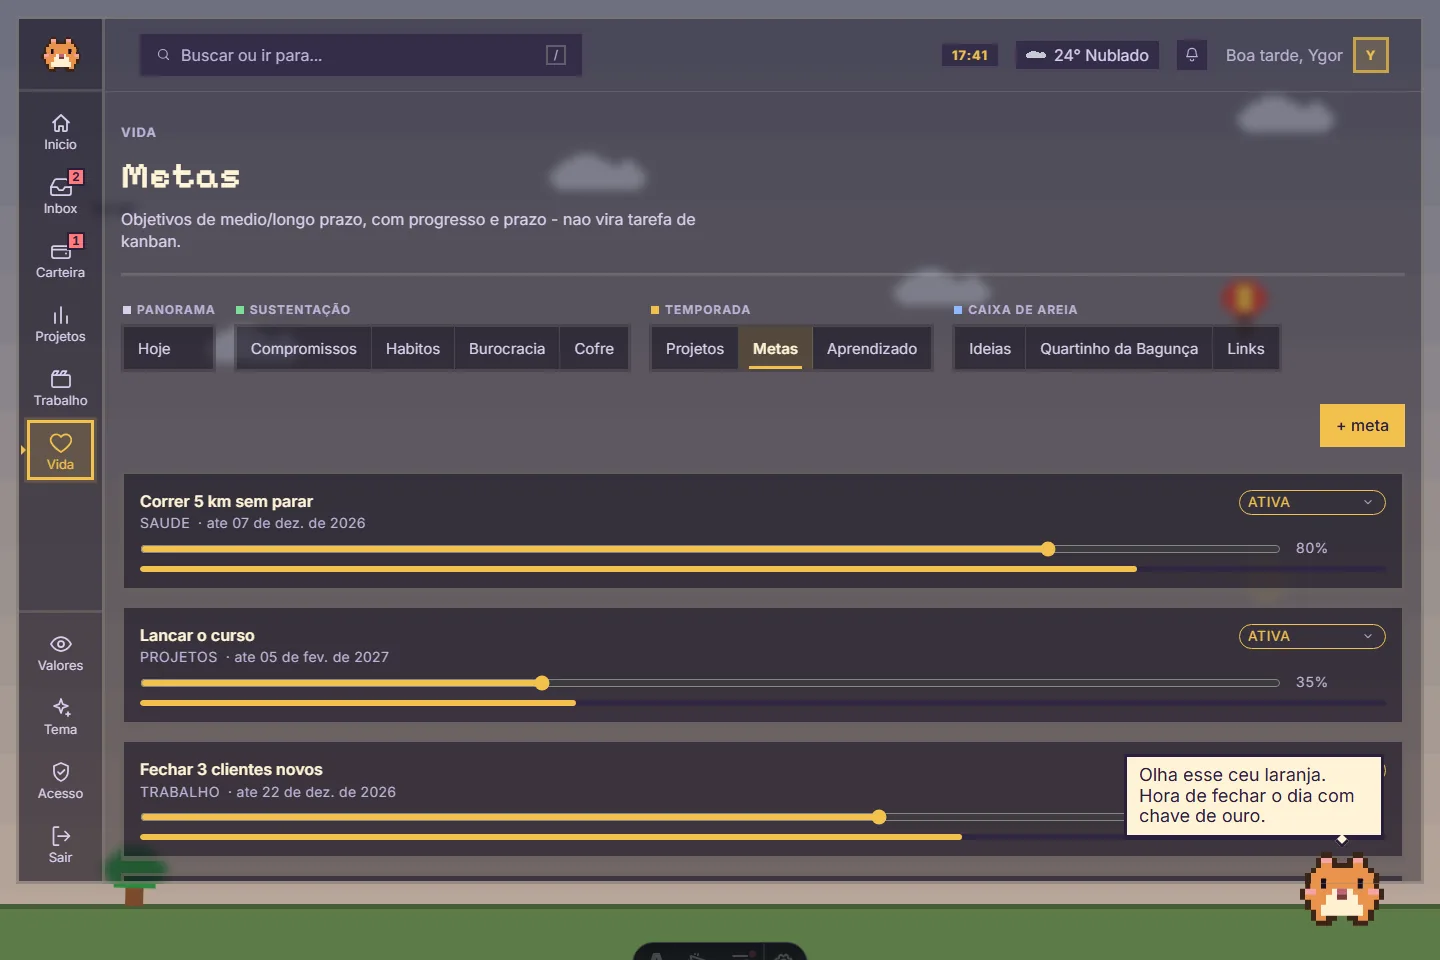 Buscar ou ir para...
/
17:41
24° Nublado
Boa tarde, Ygor
Y
Inicio
2
Inbox
1
Carteira
Projetos
Trabalho
Vida
Valores
Tema
Acesso
Sair
VIDA
Metas
Objetivos de medio/longo prazo, com progresso e prazo - nao vira tarefa de
kanban.
PANORAMA
SUSTENTAÇÃO
TEMPORADA
CAIXA DE AREIA
Hoje
Compromissos
Habitos
Burocracia
Cofre
Projetos
Metas
Aprendizado
Ideias
Quartinho da Bagunça
Links
+ meta
Correr 5 km sem parar
ATIVA
SAUDE · ate 07 de dez. de 2026
80%
Lancar o curso
ATIVA
PROJETOS · ate 05 de fev. de 2027
35%
Fechar 3 clientes novos
TRABALHO · ate 22 de dez. de 2026
Olha esse ceu laranja.
Hora de fechar o dia com
chave de ouro.